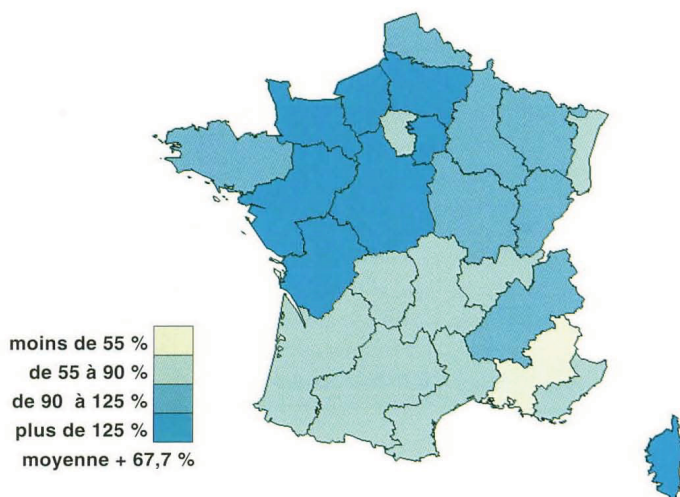 moins de 55 %
de 55 à 90 %
de 90 à 125 %
plus de 125 %
moyenne + 67,7 %